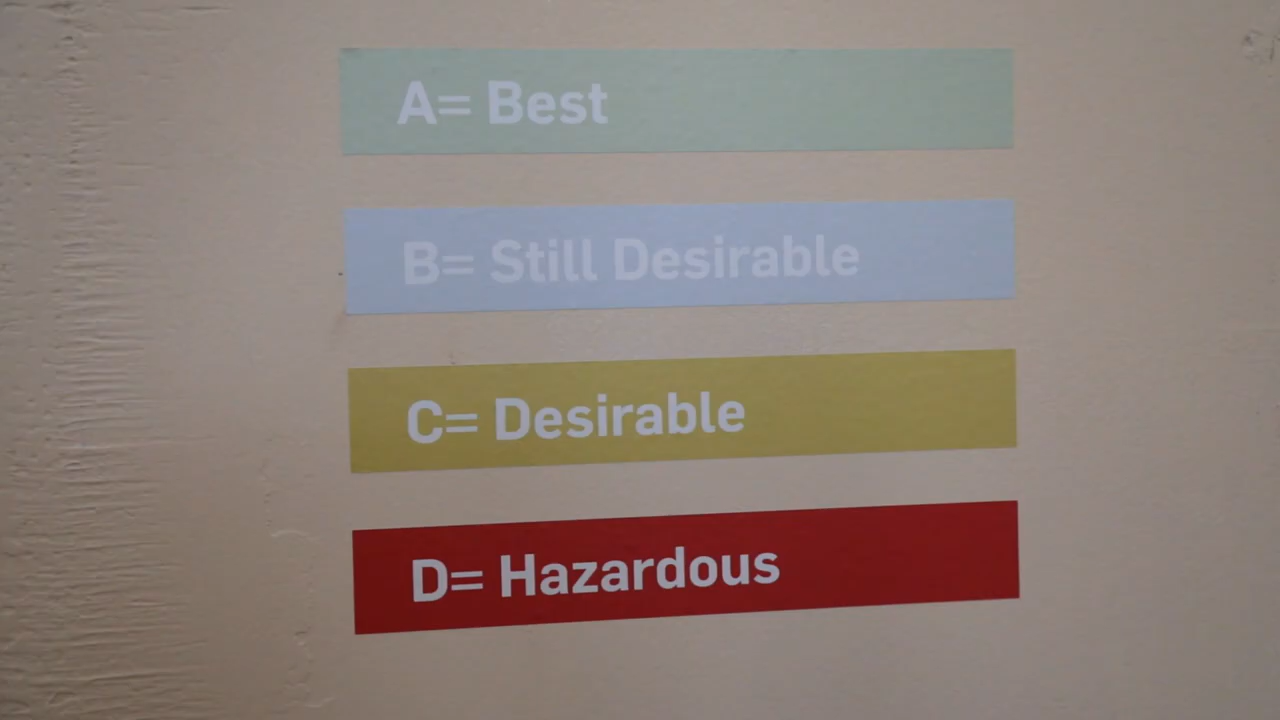 A= Best
B= Still Desirable
C= Desirable
D= Hazardous